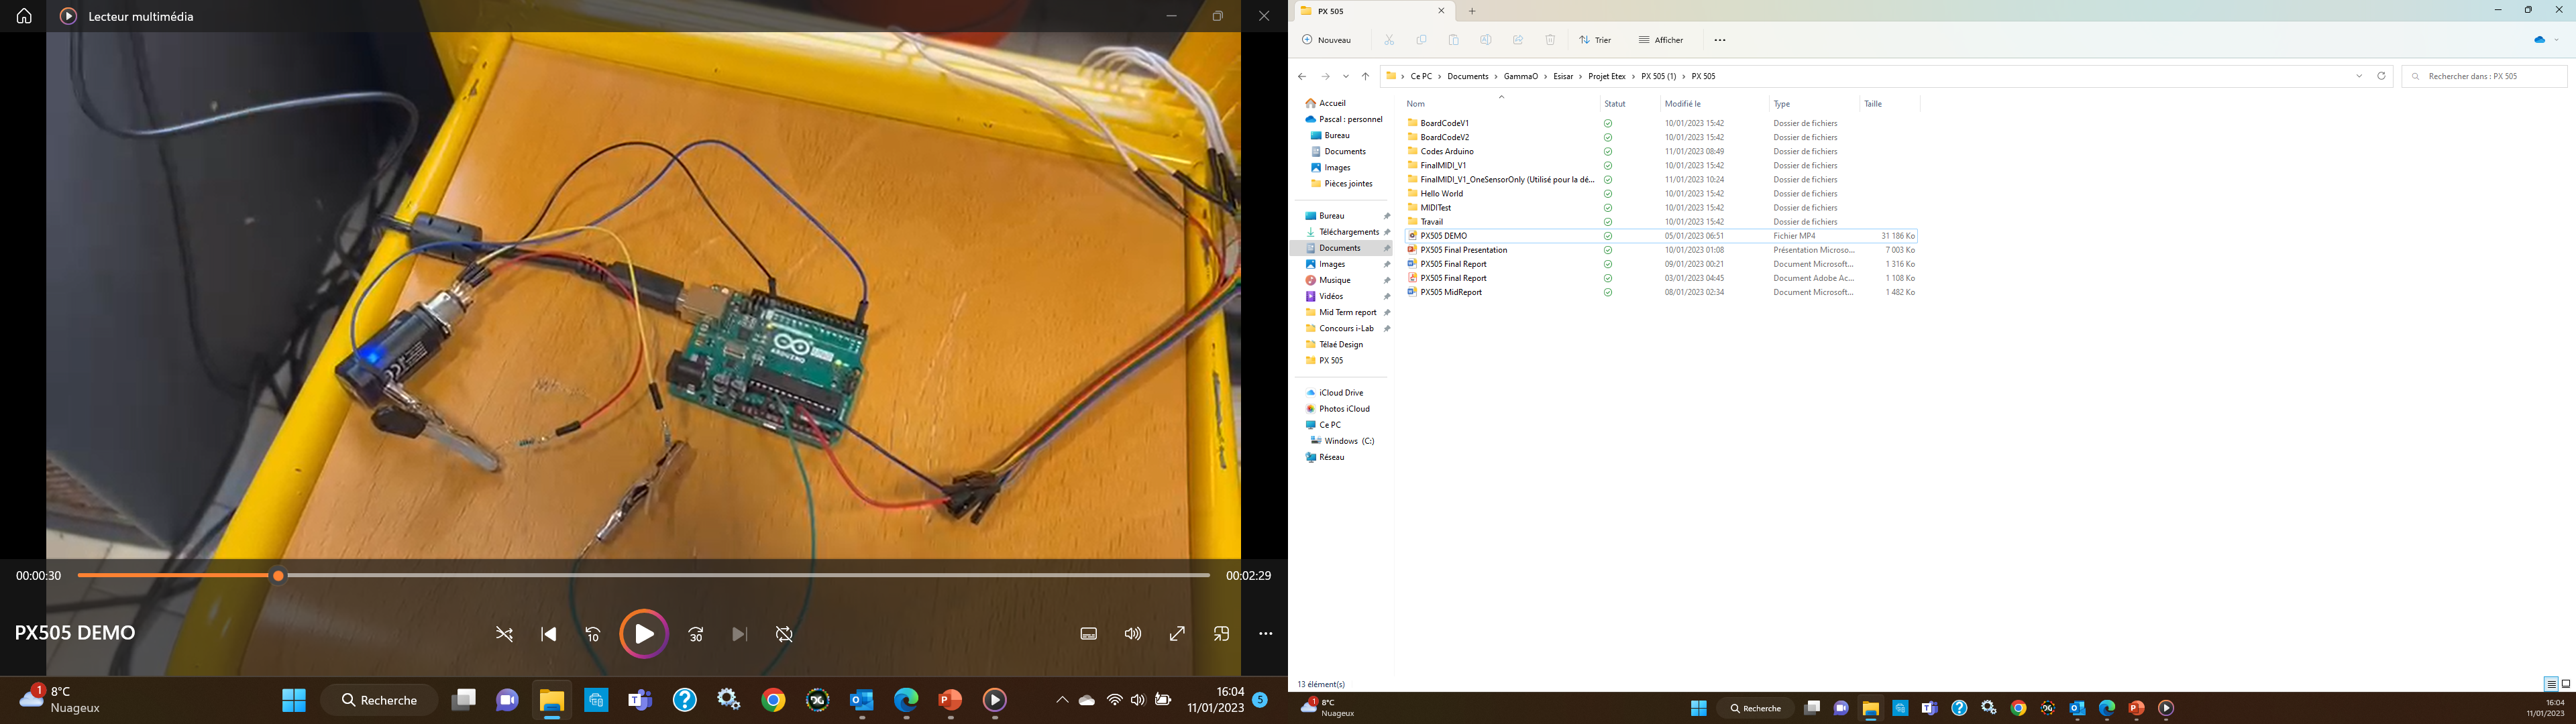 Lecteur multimédia
ARDUINO
00:00:30
00:02:29
PX505 DEMO
10
30
1
8°C
Nuageux
Recherche
16:04
11/01/2023
5
PX 505
Nouveau
Trier
Afficher
Ce PC > Documents > GammaO > Esisar > Projet Etex > PX 505 (1) > PX 505
Rechercher dans : PX 505
Accueil
Pascal : personnel
Bureau
Documents
Images
Pièces jointes
Bureau
Téléchargements
Documents
Images
Musique
Vidéos
Mid Term report
Concours i-Lab
Télaé Design
PX 505
iCloud Drive
Photos iCloud
Ce PC
Windows (C:)
Réseau
Nom Statut Modifié le Type Taille
BoardCodeV1 10/01/2023 15:42 Dossier de fichiers
BoardCodeV2 10/01/2023 15:42 Dossier de fichiers
Codes Arduino 11/01/2023 08:49 Dossier de fichiers
FinalMIDI_V1 10/01/2023 15:42 Dossier de fichiers
FinalMIDI_V1_OneSensorOnly (Utilisé pour la dé... 11/01/2023 10:24 Dossier de fichiers
Hello World 10/01/2023 15:42 Dossier de fichiers
MIDITest 10/01/2023 15:42 Dossier de fichiers
Travail 10/01/2023 15:42 Dossier de fichiers
PX505 DEMO 05/01/2023 06:51 Fichier MP4 31 186 Ko
PX505 Final Presentation 10/01/2023 01:08 Présentation Microso... 7 003 Ko
PX505 Final Report 09/01/2023 00:21 Document Microsoft... 1 316 Ko
PX505 Final Report 03/01/2023 04:45 Document Adobe Ac... 1 108 Ko
PX505 MidReport 08/01/2023 02:34 Document Microsoft... 1 482 Ko
13 élément(s)
1
8°C
Nuageux
Recherche
16:04
11/01/2023